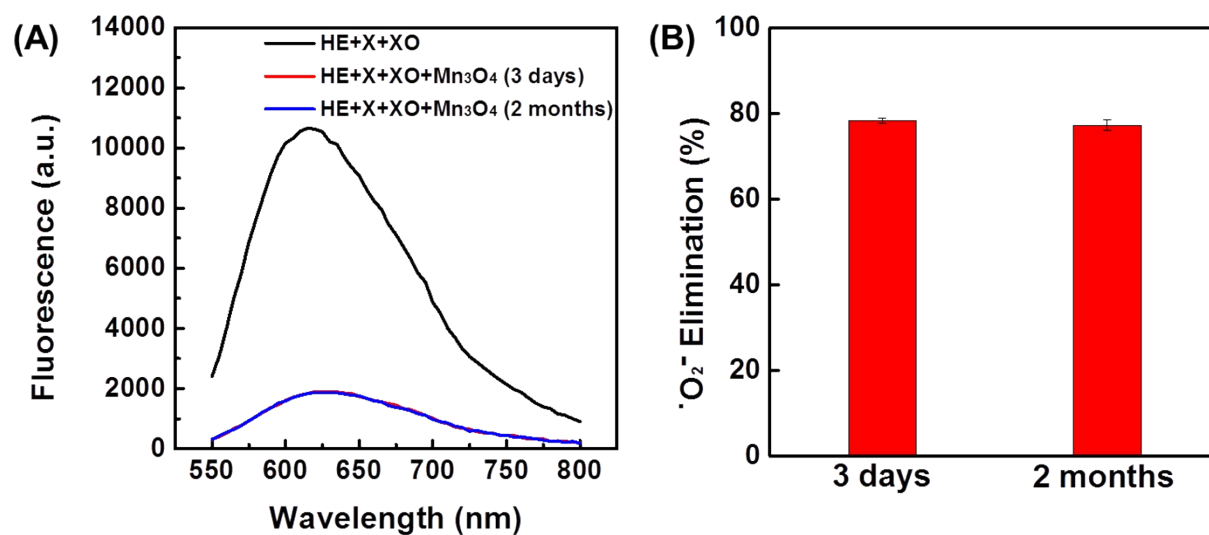 (A)
HE+X+XO
HE+X+XO+Mn₃O₄ (3 days)
HE+X+XO+Mn₃O₄ (2 months)
Fluorescence (a.u.)
14000
12000
10000
8000
6000
4000
2000
0
550 600 650 700 750 800
Wavelength (nm)
(B)
·O₂⁻ Elimination (%)
100
80
60
40
20
0
3 days 2 months